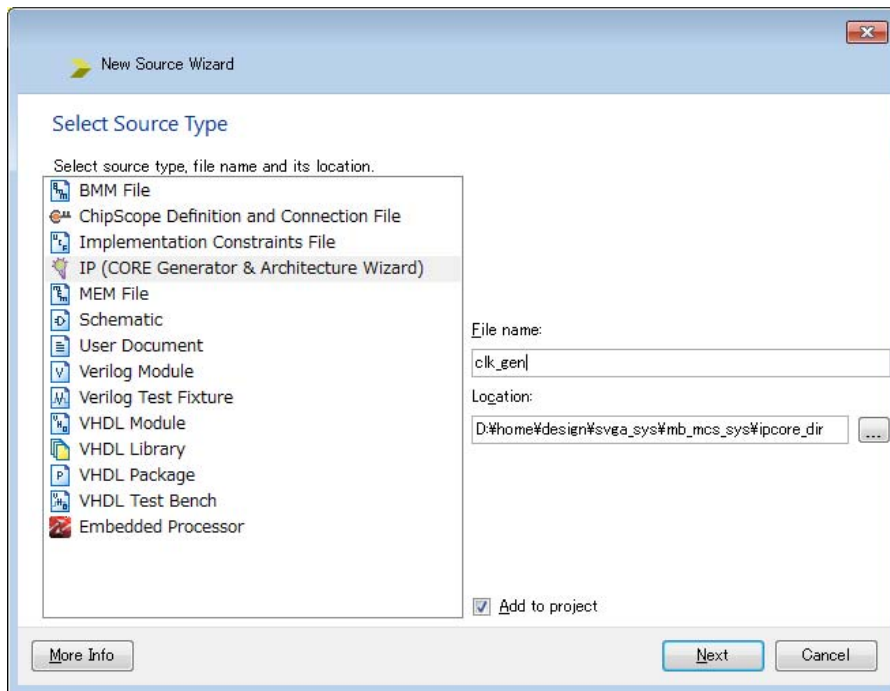 New Source Wizard
Select Source Type
Select source type, file name and its location.
BMM File
ChipScope Definition and Connection File
Implementation Constraints File
IP (CORE Generator & Architecture Wizard)
MEM File
Schematic
User Document
Verilog Module
Verilog Test Fixture
VHDL Module
VHDL Library
VHDL Package
VHDL Test Bench
Embedded Processor
File name:
clk_gen
Location:
D:¥home¥design¥svga_sys¥mb_mcs_sys¥ipcore_dir
...
Add to project
More Info
Next
Cancel